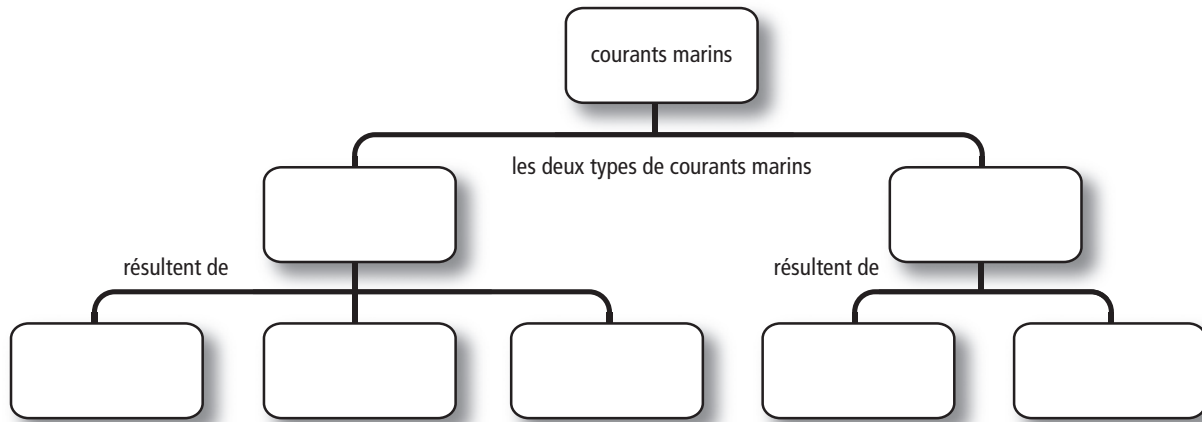 courants marins
les deux types de courants marins
résultent de
résultent de